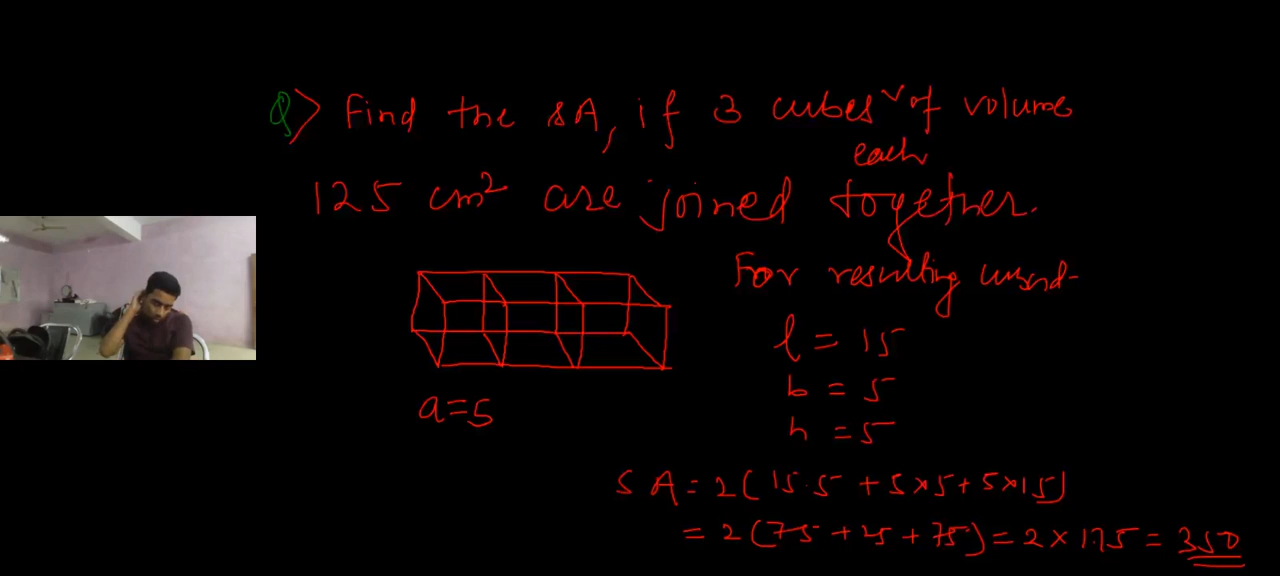 Q> Find the SA, if 3 cubes of volume
each
125 cm² are joined together.
For resulting
l = 15
b = 5
h = 5
a=5
SA = 2(15.5 + 5×5 + 5×15)
= 2(75 + 25 + 75) = 2 × 175 = 350